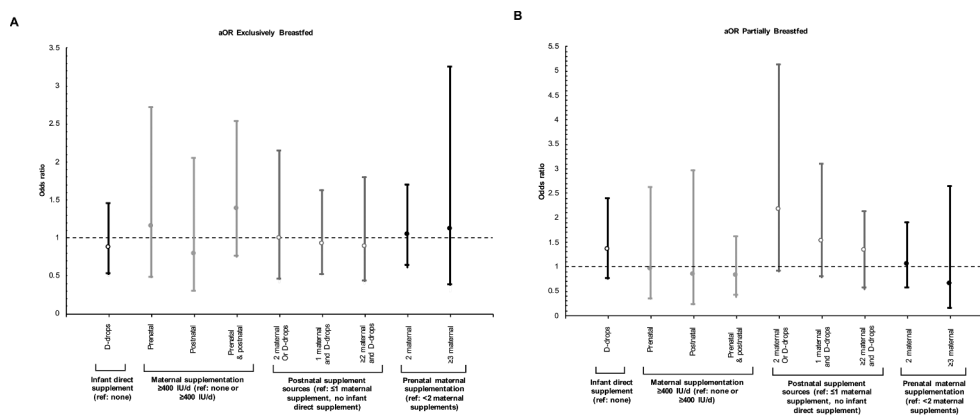 A
aOR Exclusively Breastfed
Odds ratio
3.5
3
2.5
2
1.5
1
0.5
0
D-drops
Prenatal
Postnatal
Prenatal
& postnatal
2 maternal
Or D-drops
1 maternal
and D-drops
≥2 maternal
and D-drops
2 maternal
≥3 maternal
Infant direct
supplement
(ref: none)
Maternal supplementation
≥400 IU/d (ref: none or
≥400 IU/d)
Postnatal supplement
sources (ref: ≤1 maternal
supplement, no infant
direct supplement)
Prenatal maternal
supplementation
(ref: <2 maternal
supplements)
B
aOR Partially Breastfed
Odds ratio
5.5
5
4.5
4
3.5
3
2.5
2
1.5
1
0.5
0
D-drops
Prenatal
Postnatal
Prenatal
& postnatal
2 maternal
Or D-drops
1 maternal
and D-drops
≥2 maternal
and D-drops
2 maternal
≥3 maternal
Infant direct
supplement
(ref: none)
Maternal supplementation
≥400 IU/d (ref: none or
≥400 IU/d)
Postnatal supplement
sources (ref: ≤1 maternal
supplement, no infant
direct supplement)
Prenatal maternal
supplementation
(ref: <2 maternal
supplements)